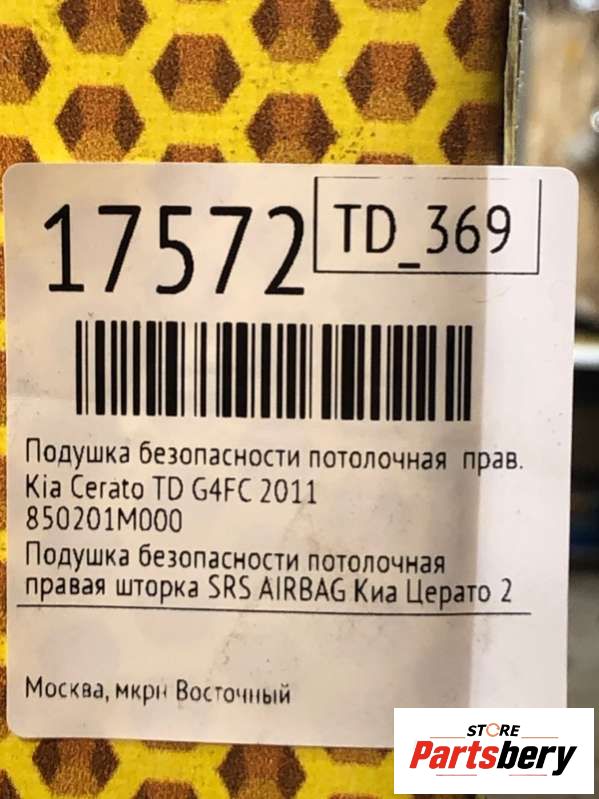 17572
TD_369
Подушка безопасности потолочная прав.
Kia Cerato TD G4FC 2011
850201M000
Подушка безопасности потолочная
правая шторка SRS AIRBAG Киа Церато 2
Москва, мкрн Восточный
STORE
Partsbery